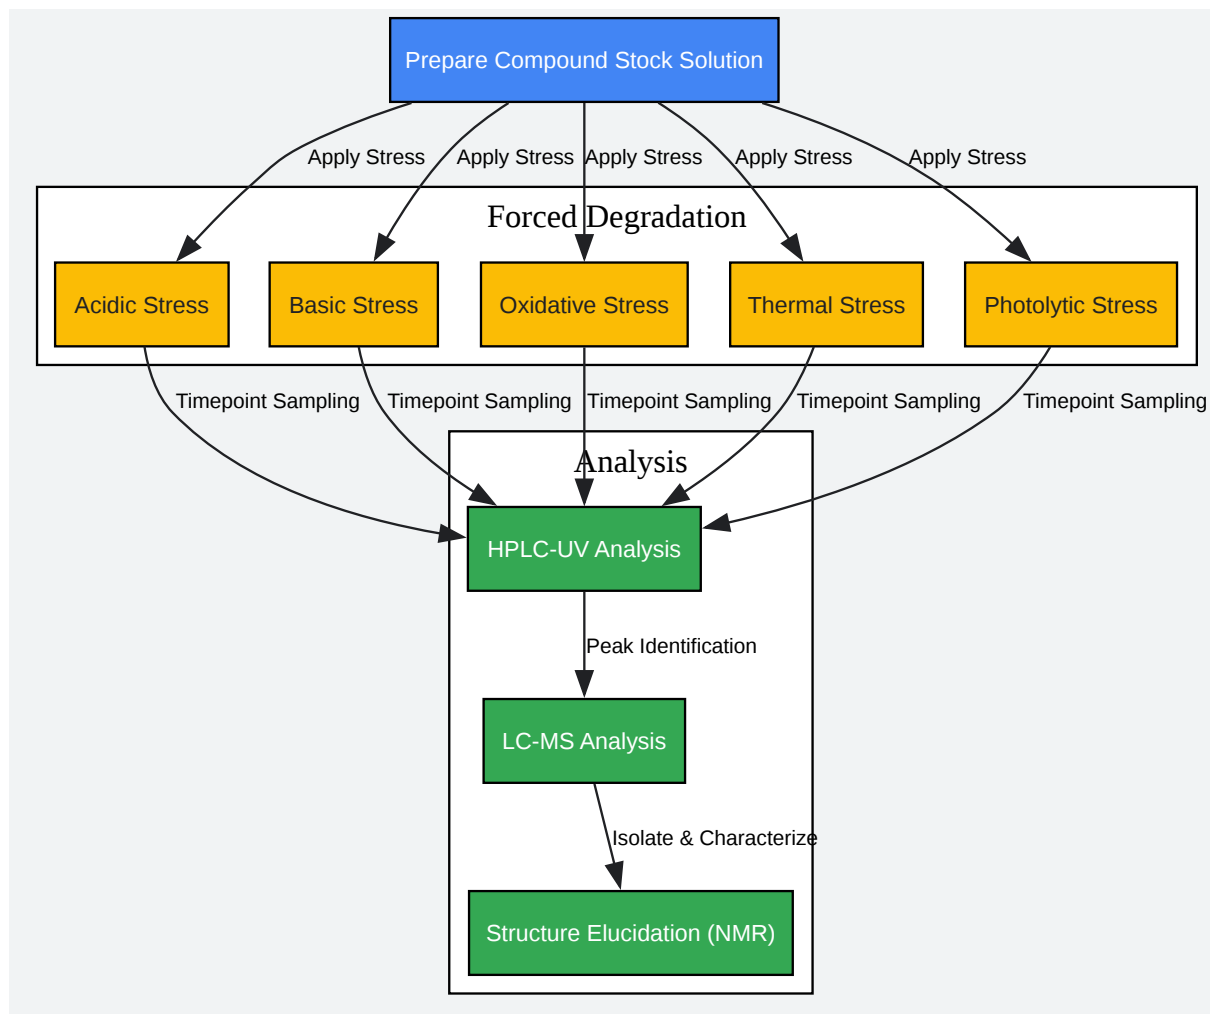 Prepare Compound Stock Solution
Apply Stress
Apply Stress
Apply Stress
Apply Stress
Apply Stress
Forced Degradation
Acidic Stress
Basic Stress
Oxidative Stress
Thermal Stress
Photolytic Stress
Timepoint Sampling
Timepoint Sampling
Timepoint Sampling
Timepoint Sampling
Timepoint Sampling
Analysis
HPLC-UV Analysis
Peak Identification
LC-MS Analysis
Isolate & Characterize
Structure Elucidation (NMR)